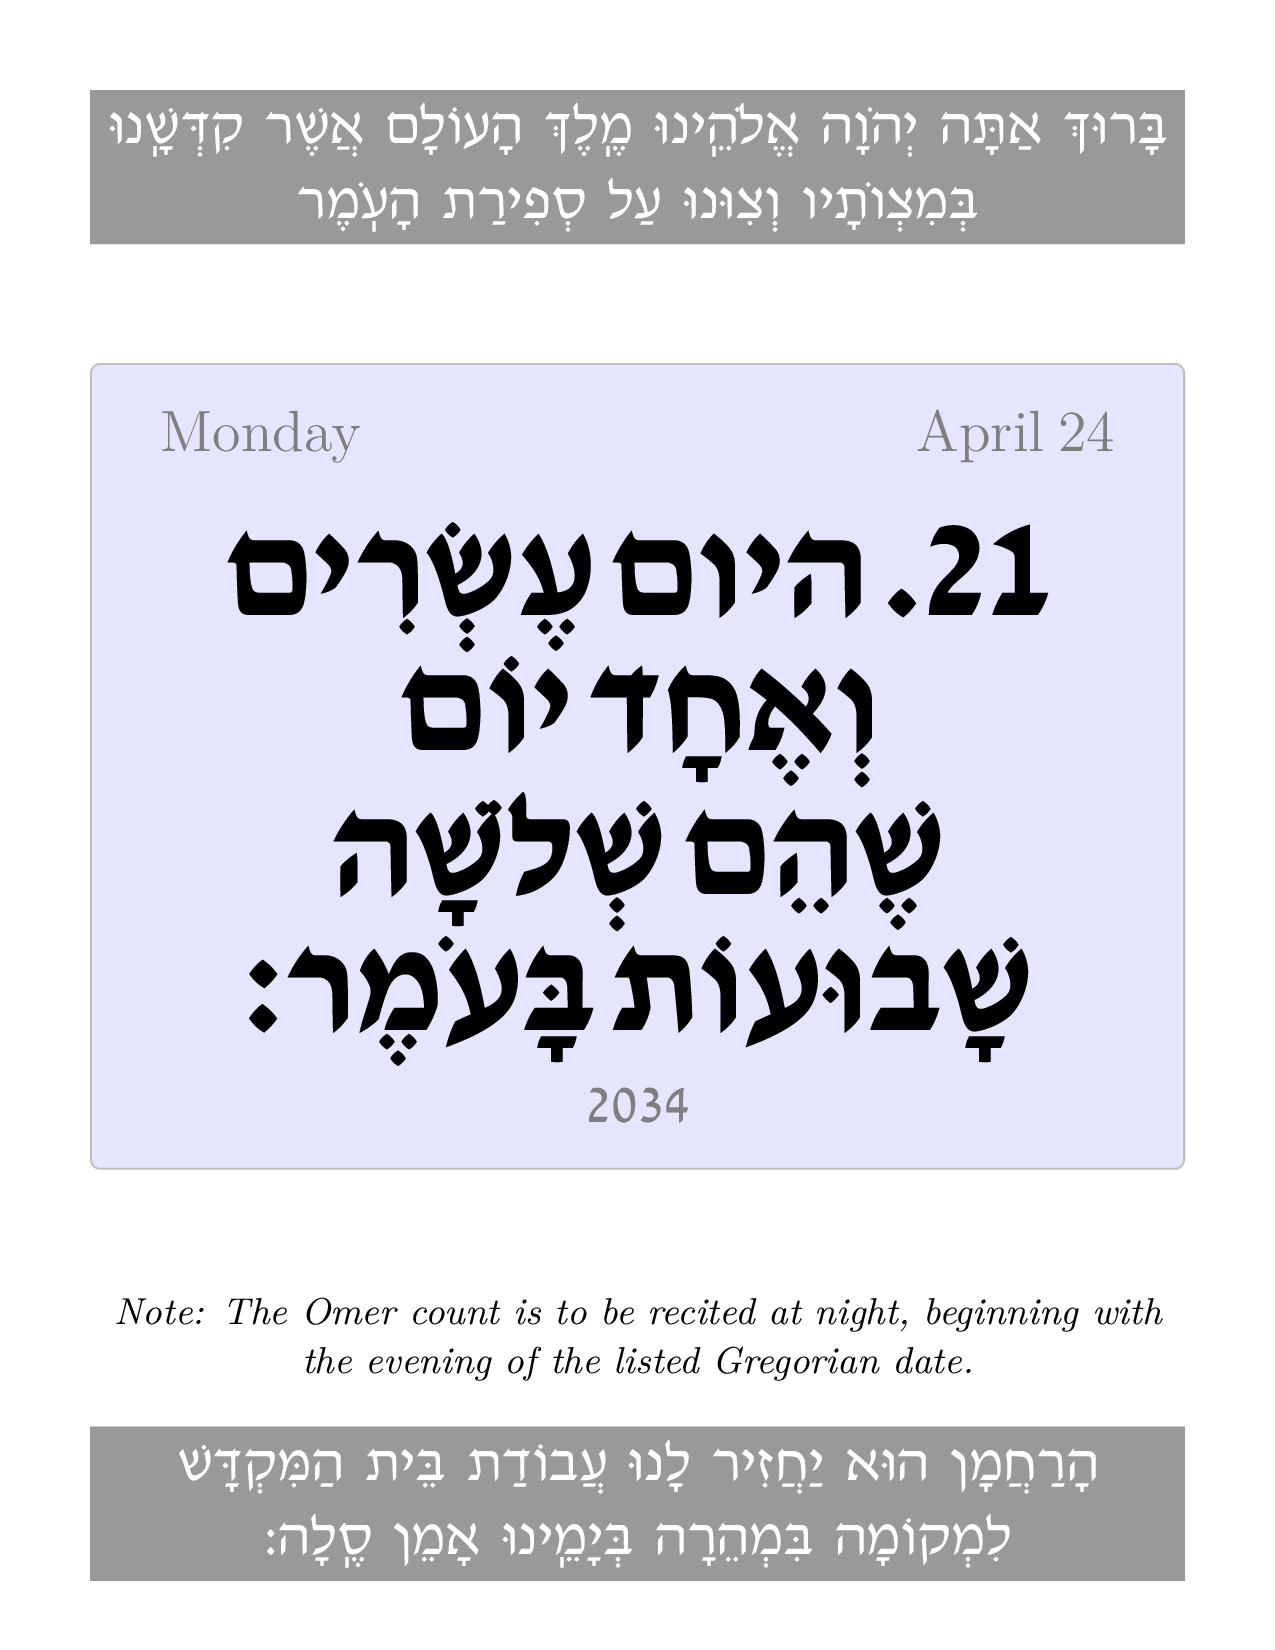 בָּרוּךְ אַתָּה יְהֹוָה אֱלֹהֵֽינוּ מֶֽלֶךְ הָעוֹלָם אֲשֶׁר קִדְּשָֽׁנוּ
בְּמִצְוֹתָיו וְצִוּנוּ עַל סְפִירַת הָעֹֽמֶר
Monday April 24
21. היום עֶשְׂרִים
וְאֶחָד יוֹם
שֶׁהֵם שְׁלֹשָׁה
שָׁבוּעוֹת בָּעֹמֶר:
2034
Note: The Omer count is to be recited at night, beginning with
the evening of the listed Gregorian date.
הָרַחֲמָן הוּא יַחֲזִיר לָנוּ עֲבוֹדַת בֵּית הַמִּקְדָּשׁ
לִמְקוֹמָהּ בִּמְהֵרָה בְּיָמֵֽינוּ אָמֵן סֶֽלָה: